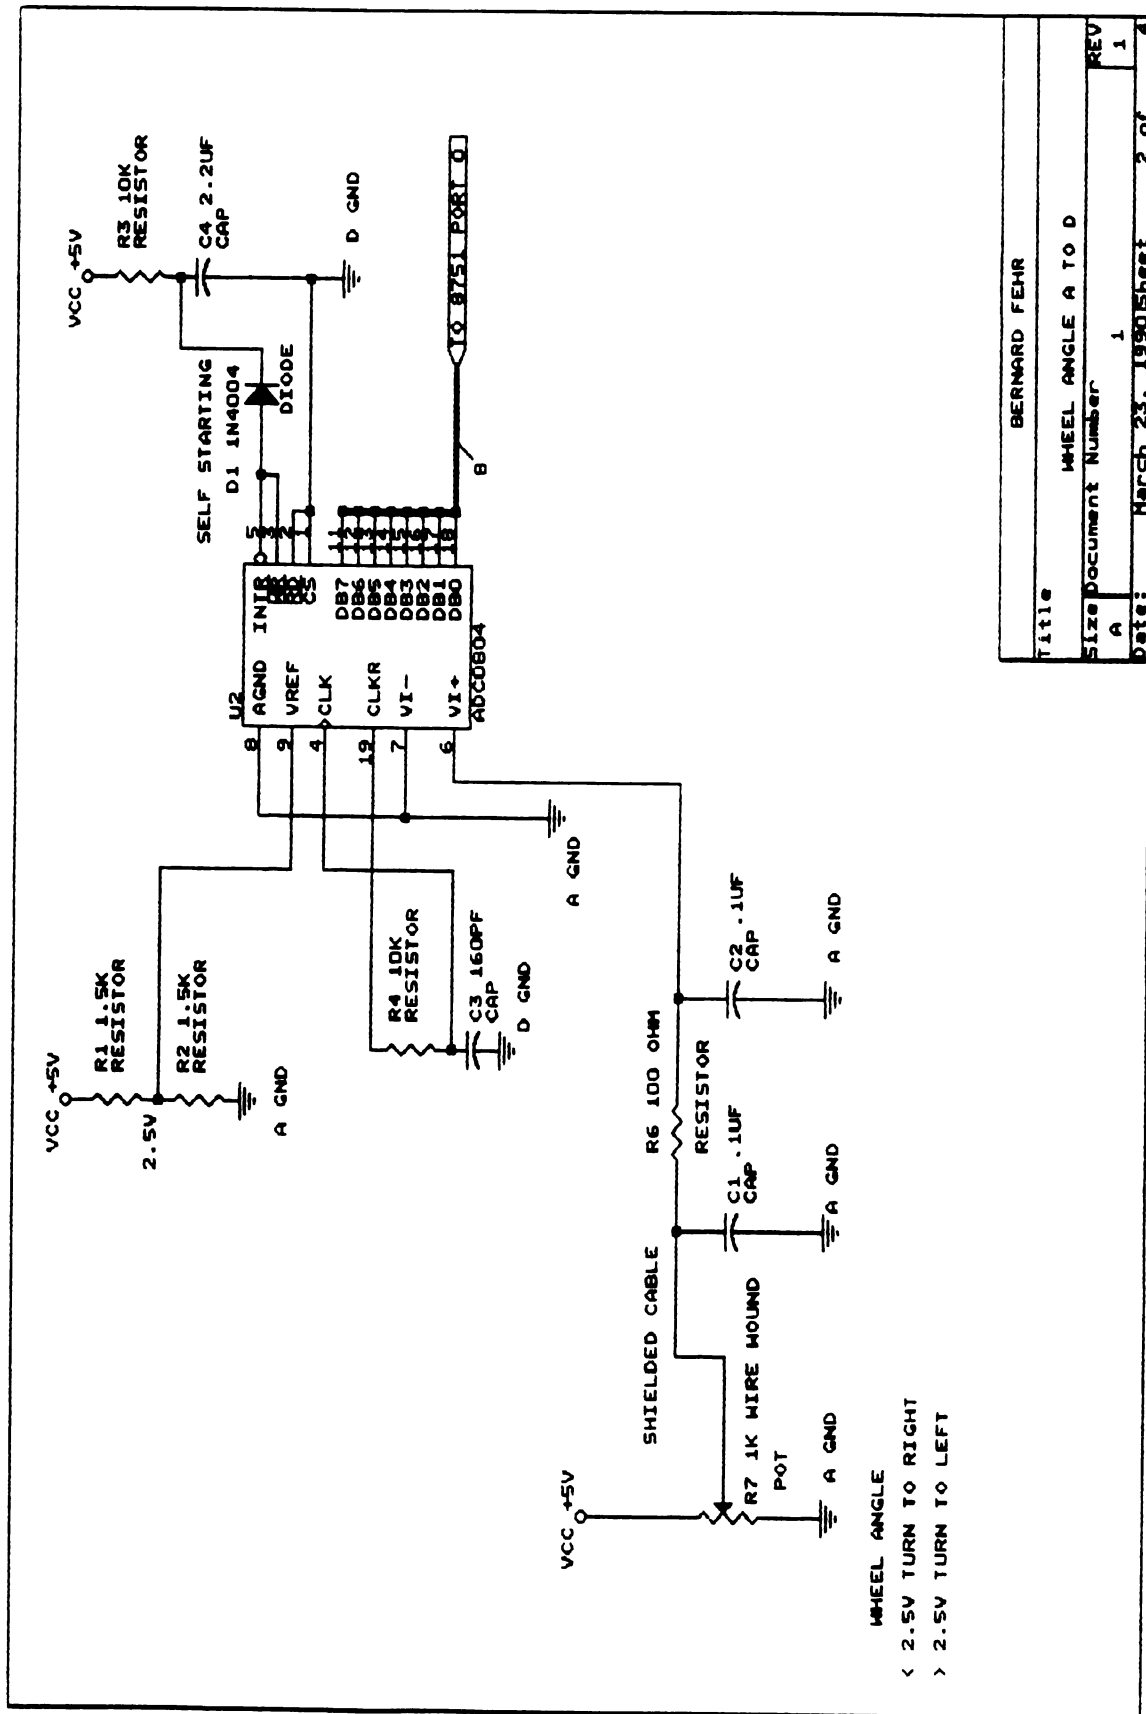 VCC +5V
R1 1.5K
RESISTOR
2.5V
R2 1.5K
RESISTOR
A GND
R4 10K
RESISTOR
C3 160PF
CAP
D GND
A GND
U2
8 AGND
9 VREF
4 CLK
19 CLKR
7 VI-
6 VI+
INTR 5
3
RD 2
CS 1
DB7 11
DB6 12
DB5 13
DB4 14
DB3 15
DB2 16
DB1 17
DB0 18
ADC0804
SELF STARTING
D1 1N4004
DIODE
VCC +5V
R3 10K
RESISTOR
C4 2.2UF
CAP
D GND
8
TO 8751 PORT 0
VCC +5V
R7 1K WIRE WOUND
POT
A GND
SHIELDED CABLE
C1 .1UF
CAP
A GND
R6 100 OHM
RESISTOR
C2 .1UF
CAP
A GND
WHEEL ANGLE
< 2.5V TURN TO RIGHT
> 2.5V TURN TO LEFT
BERNARD FEHR
Title
WHEEL ANGLE A TO D
Size Document Number REV
A 1 1
Date: March 23, 1990 Sheet 2 of